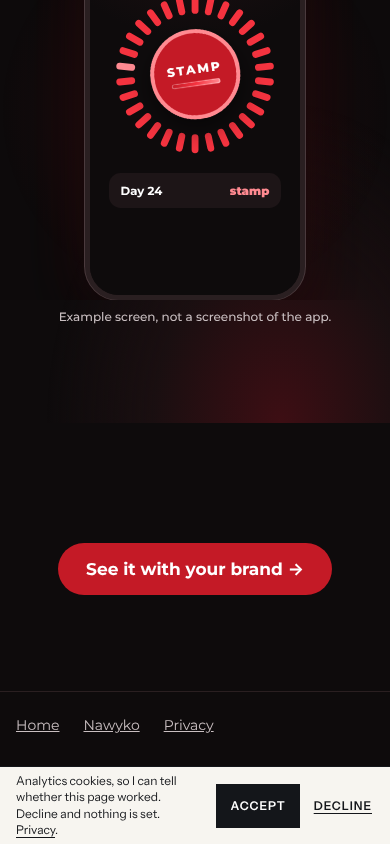 STAMP
Day 24 stamp
Example screen, not a screenshot of the app.
See it with your brand →
Home Nawyko Privacy
Analytics cookies, so I can tell
whether this page worked.
Decline and nothing is set.
Privacy.
ACCEPT DECLINE